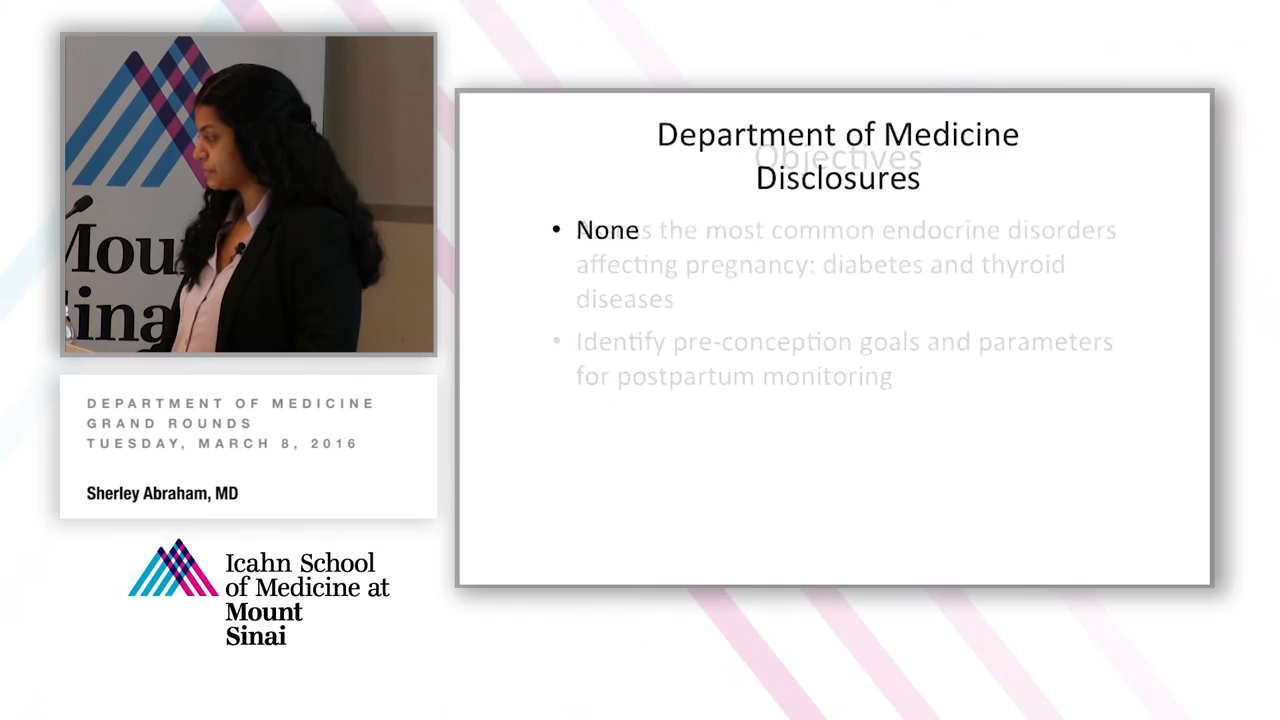 Mount
Sinai
DEPARTMENT OF MEDICINE
GRAND ROUNDS
TUESDAY, MARCH 8, 2016
Sherley Abraham, MD
Icahn School
of Medicine at
Mount
Sinai
Department of Medicine
Objectives
Disclosures
• None
the most common endocrine disorders
affecting pregnancy: diabetes and thyroid
diseases
• Identify pre-conception goals and parameters
for postpartum monitoring